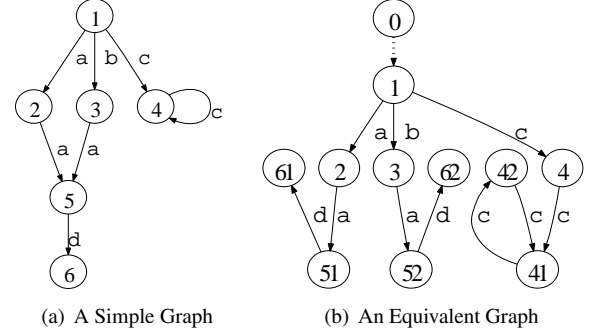 0
1
1
a b c
a b c
2 3 4 c
61 2 3 62 42 4
a a
d a a d c c c
5
d
51 52 41
6
(a) A Simple Graph
(b) An Equivalent Graph